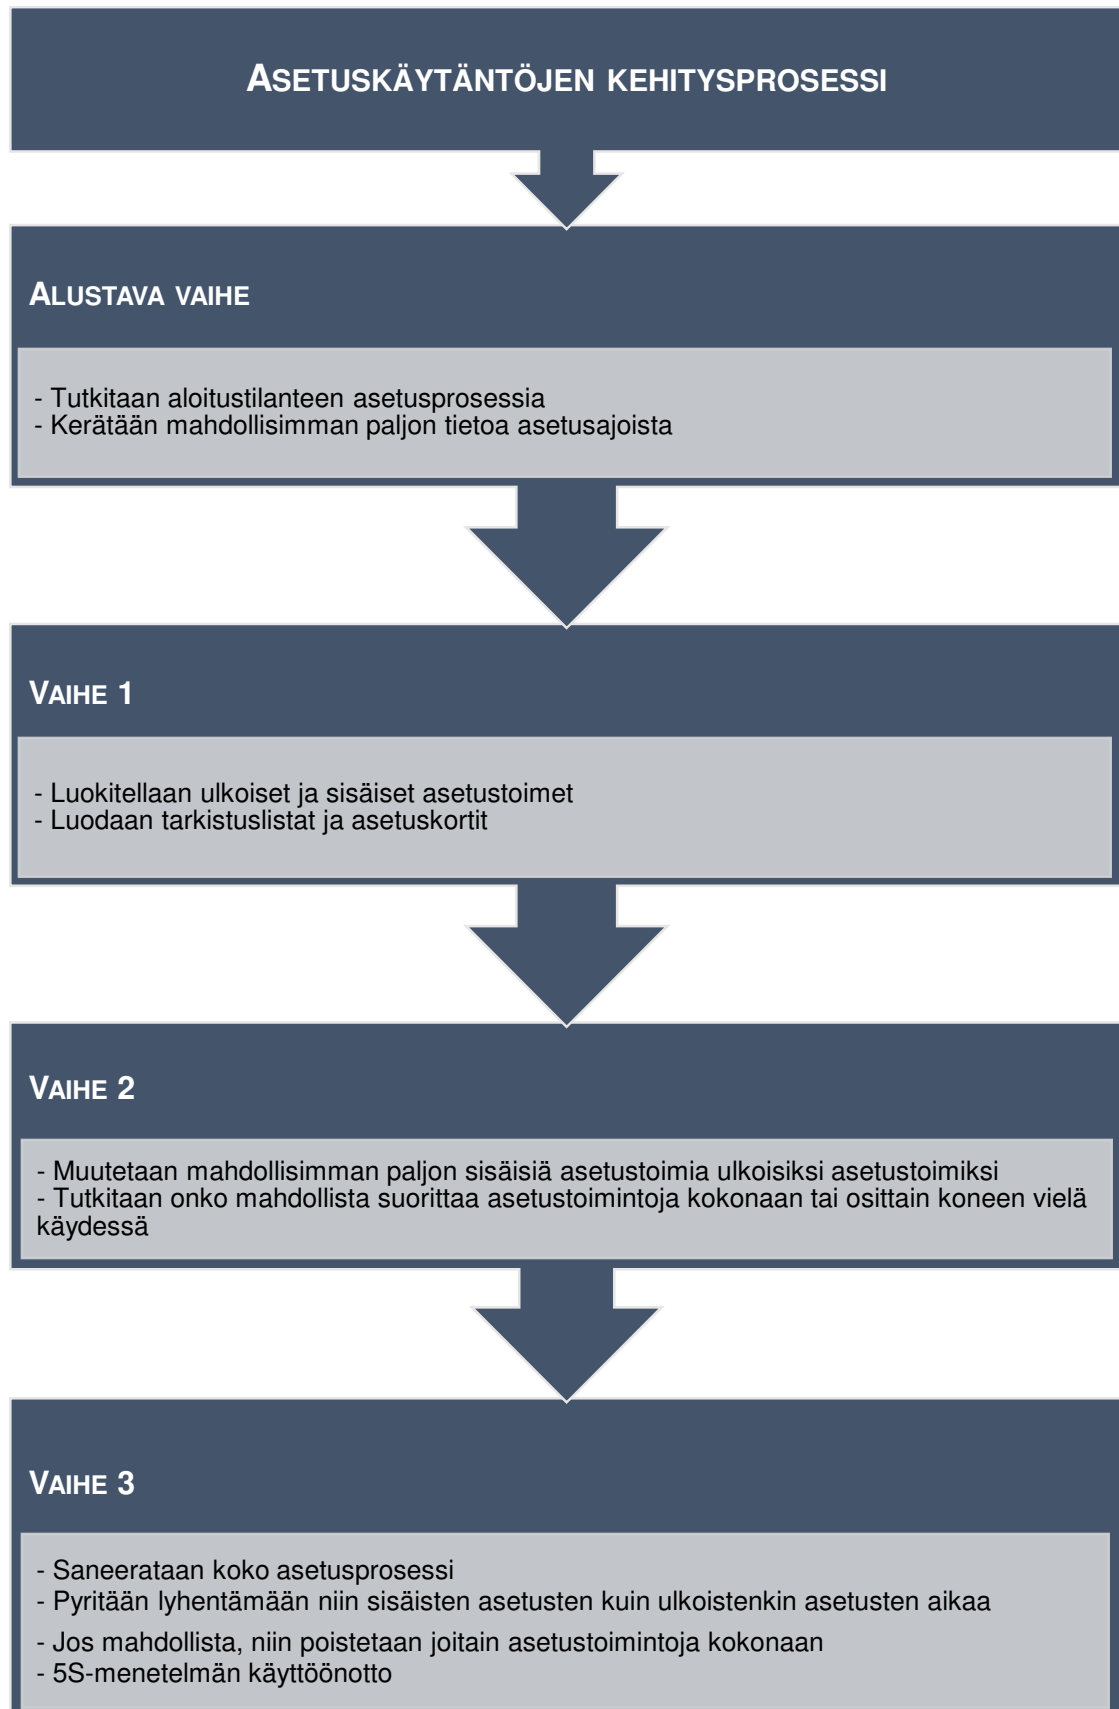 ASETUSKÄYTÄNTÖJEN KEHITYSPROSESSI
ALUSTAVA VAIHE
- Tutkitaan aloitustilanteen asetusprosessia
- Kerätään mahdollisimman paljon tietoa asetusajoista
VAIHE 1
- Luokitellaan ulkoiset ja sisäiset asetustoimet
- Luodaan tarkistuslistat ja asetuskortit
VAIHE 2
- Muutetaan mahdollisimman paljon sisäisiä asetustoimia ulkoisiksi asetustoimiksi
- Tutkitaan onko mahdollista suorittaa asetustoimintoja kokonaan tai osittain koneen vielä
käydessä
VAIHE 3
- Saneerataan koko asetusprosessi
- Pyritään lyhentämään niin sisäisten asetusten kuin ulkoistenkin asetusten aikaa
- Jos mahdollista, niin poistetaan joitain asetustoimintoja kokonaan
- 5S-menetelmän käyttöönotto